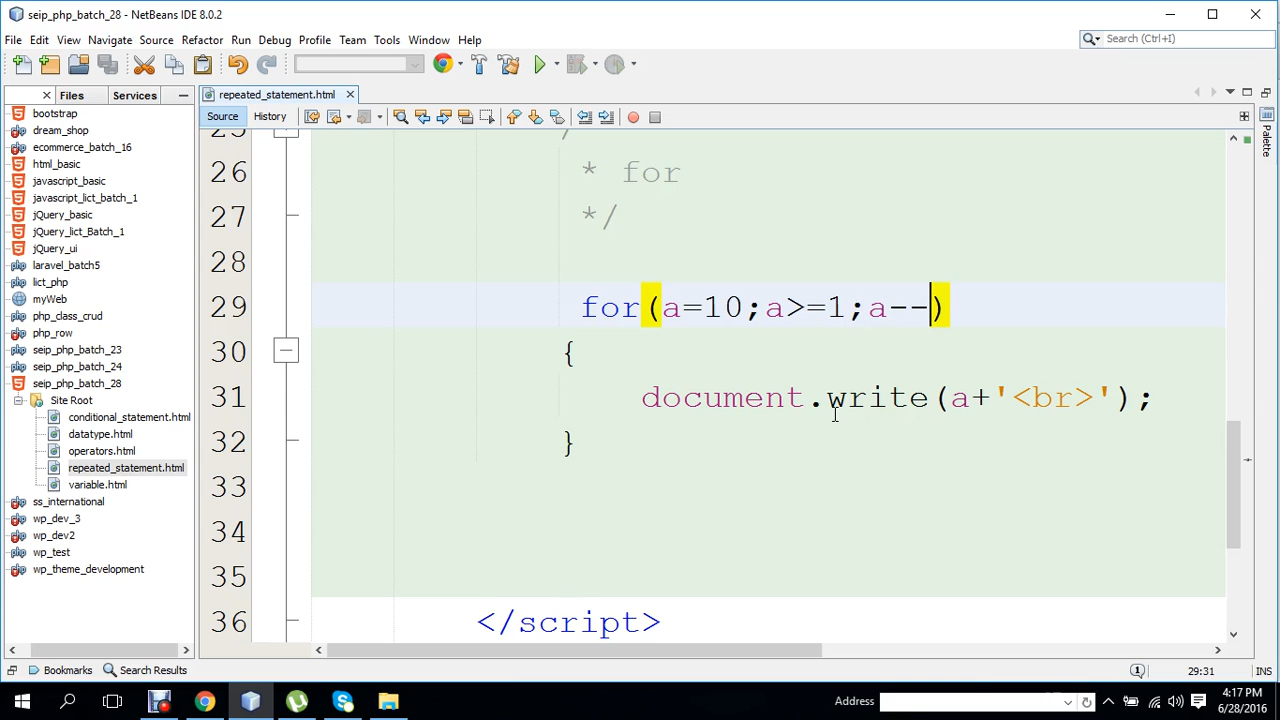 seip_php_batch_28 - NetBeans IDE 8.0.2
File Edit View Navigate Source Refactor Run Debug Profile Team Tools Window Help
Search (Ctrl+I)
Files Services
repeated_statement.html
Source History
Palette
bootstrap
dream_shop
ecommerce_batch_16
html_basic
javascript_basic
javascript_lict_batch_1
jQuery_basic
jQuery_lict_Batch_1
jQuery_ui
laravel_batch5
lict_php
myWeb
php_class_crud
php_row
seip_php_batch_23
seip_php_batch_24
seip_php_batch_28
Site Root
conditional_statement.html
datatype.html
operators.html
repeated_statement.html
variable.html
ss_international
wp_dev_3
wp_dev2
wp_test
wp_theme_development
26 * for
27 */
28
29 for(a=10;a>=1;a--)
30 {
31 document.write(a+'<br>');
32 }
33
34
35
36 </script>
Bookmarks Search Results
1
29:31 INS
Address
4:17 PM
6/28/2016